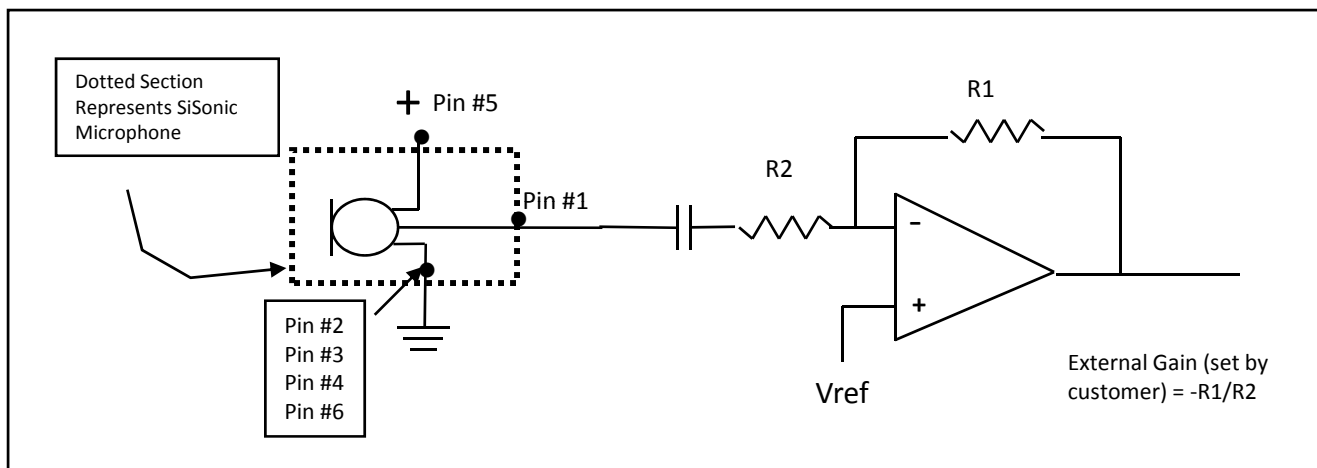 Dotted Section
Represents SiSonic
Microphone
+ Pin #5
Pin #1
Pin #2
Pin #3
Pin #4
Pin #6
R2
R1
-
+
Vref
External Gain (set by
customer) = -R1/R2